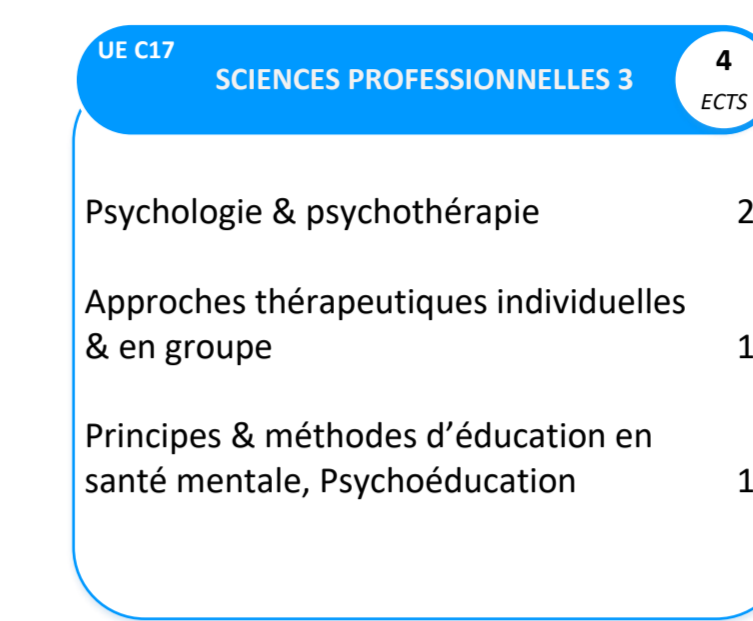 UE C17
SCIENCES PROFESSIONNELLES 3
4
ECTS
Psychologie & psychothérapie 2
Approches thérapeutiques individuelles
& en groupe 1
Principes & méthodes d’éducation en
santé mentale, Psychoéducation 1